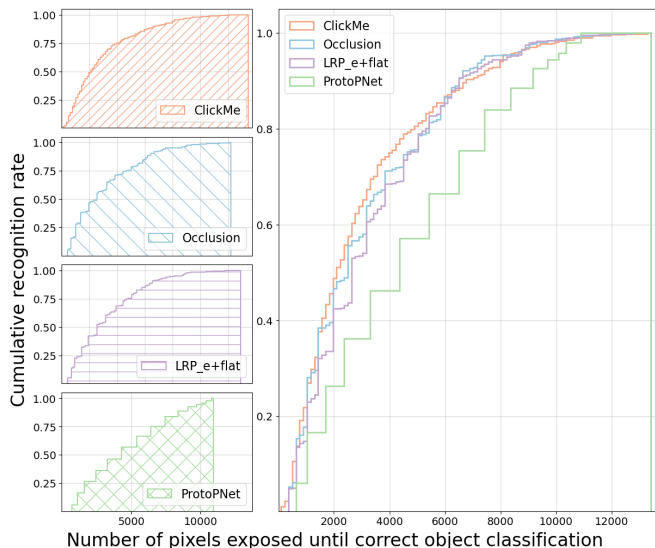 Cumulative recognition rate
1.00
0.75
0.50
0.25
ClickMe
1.00
0.75
0.50
0.25
Occlusion
1.00
0.75
0.50
0.25
LRP_e+flat
1.00
0.75
0.50
0.25
ProtoPNet
5000 10000
ClickMe
Occlusion
LRP_e+flat
ProtoPNet
1.0
0.8
0.6
0.4
0.2
2000 4000 6000 8000 10000 12000
Number of pixels exposed until correct object classification